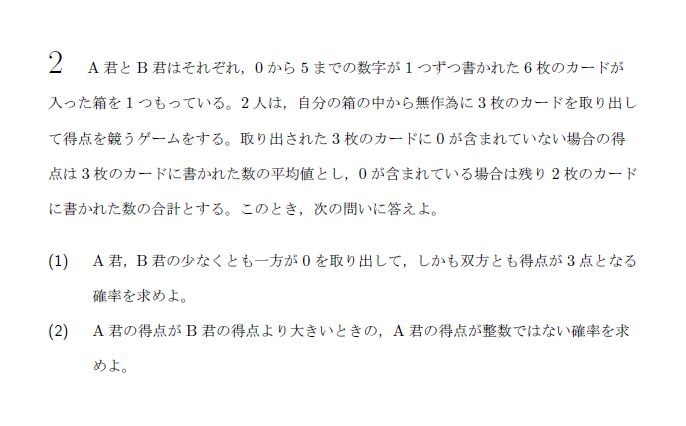 2 A 君と B 君はそれぞれ，0 から 5 までの数字が 1 つずつ書かれた 6 枚のカードが
入った箱を 1 つもっている。2 人は，自分の箱の中から無作為に 3 枚のカードを取り出し
て得点を競うゲームをする。取り出された 3 枚のカードに 0 が含まれていない場合の得
点は 3 枚のカードに書かれた数の平均値とし，0 が含まれている場合は残り 2 枚のカード
に書かれた数の合計とする。このとき，次の問いに答えよ。
(1) A 君，B 君の少なくとも一方が 0 を取り出して，しかも双方とも得点が 3 点となる
確率を求めよ。
(2) A 君の得点が B 君の得点より大きいときの，A 君の得点が整数ではない確率を求
めよ。